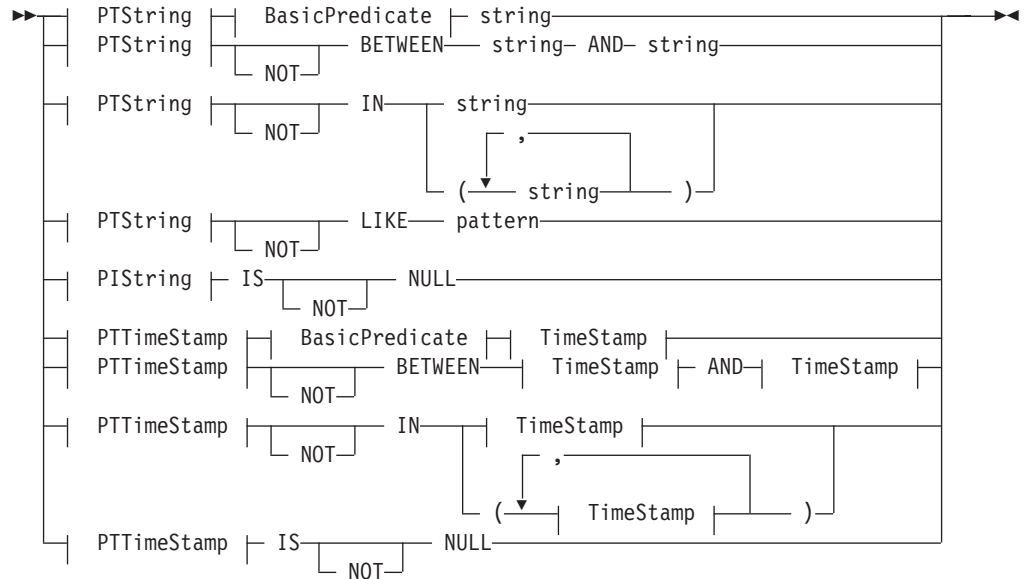 PTString BasicPredicate string
PTString BETWEEN string AND string
NOT
PTString IN string
NOT ,
( string )
PTString LIKE pattern
NOT
PIString IS NULL
NOT
PTTimeStamp BasicPredicate TimeStamp
PTTimeStamp BETWEEN TimeStamp AND TimeStamp
NOT
PTTimeStamp IN TimeStamp
NOT ,
( TimeStamp )
PTTimeStamp IS NULL
NOT